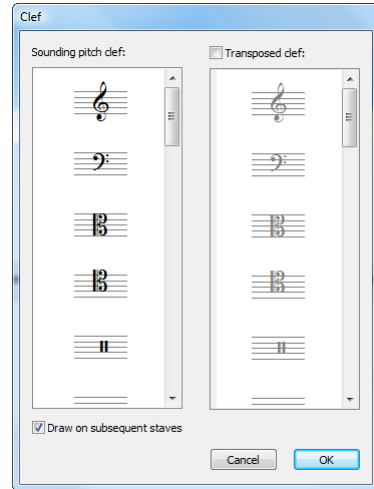 Clef
Sounding pitch clef:
Transposed clef:
Draw on subsequent staves
Cancel
OK